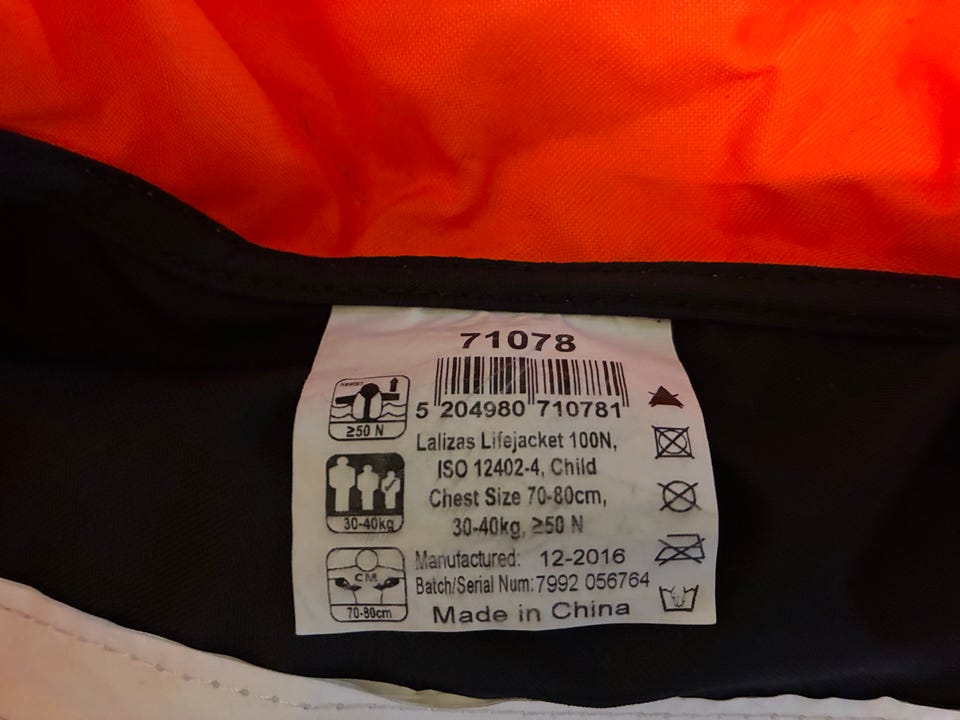 71078
5 204980 710781
≥50 N
Lalizas Lifejacket 100N,
ISO 12402-4, Child
Chest Size 70-80cm,
30-40kg, ≥50 N
30-40kg
Manufactured: 12-2016
Batch/Serial Num: 7992 056764
Made in China
CM
70-80cm